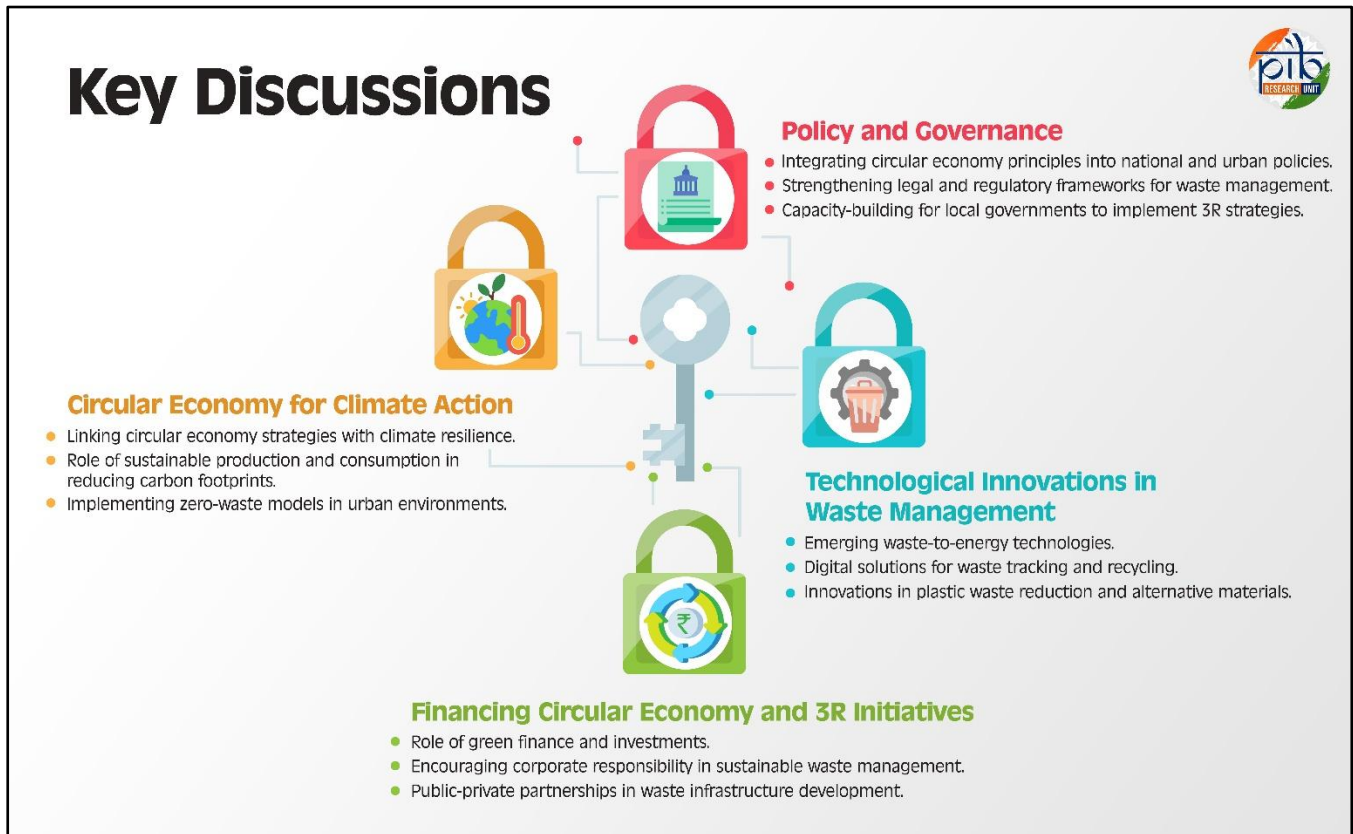 Key Discussions
pib
RESEARCH UNIT
Policy and Governance
Integrating circular economy principles into national and urban policies.
Strengthening legal and regulatory frameworks for waste management.
Capacity-building for local governments to implement 3R strategies.
Circular Economy for Climate Action
Linking circular economy strategies with climate resilience.
Role of sustainable production and consumption in
reducing carbon footprints.
Implementing zero-waste models in urban environments.
Technological Innovations in
Waste Management
Emerging waste-to-energy technologies.
Digital solutions for waste tracking and recycling.
Innovations in plastic waste reduction and alternative materials.
₹
Financing Circular Economy and 3R Initiatives
Role of green finance and investments.
Encouraging corporate responsibility in sustainable waste management.
Public-private partnerships in waste infrastructure development.